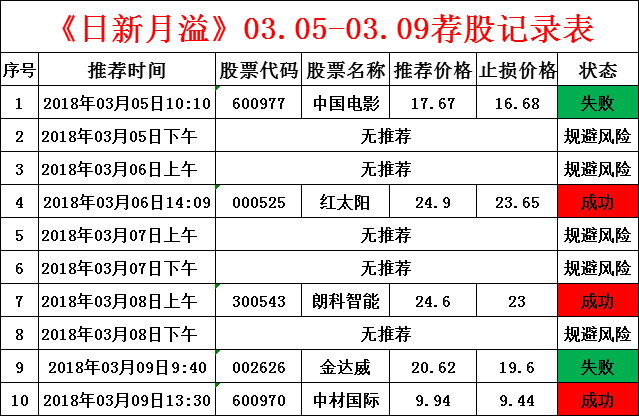 《日新月溢》03.05-03.09荐股记录表
序号 推荐时间 股票代码 股票名称 推荐价格 止损价格 状态
1 2018年03月05日10:10 600977 中国电影 17.67 16.68 失败
2 2018年03月05日下午 无推荐 规避风险
3 2018年03月06日上午 无推荐 规避风险
4 2018年03月06日14:09 000525 红太阳 24.9 23.65 成功
5 2018年03月07日上午 无推荐 规避风险
6 2018年03月07日下午 无推荐 规避风险
7 2018年03月08日上午 300543 朗科智能 24.6 23 成功
8 2018年03月08日下午 无推荐 规避风险
9 2018年03月09日9:40 002626 金达威 20.62 19.6 失败
10 2018年03月09日13:30 600970 中材国际 9.94 9.44 成功